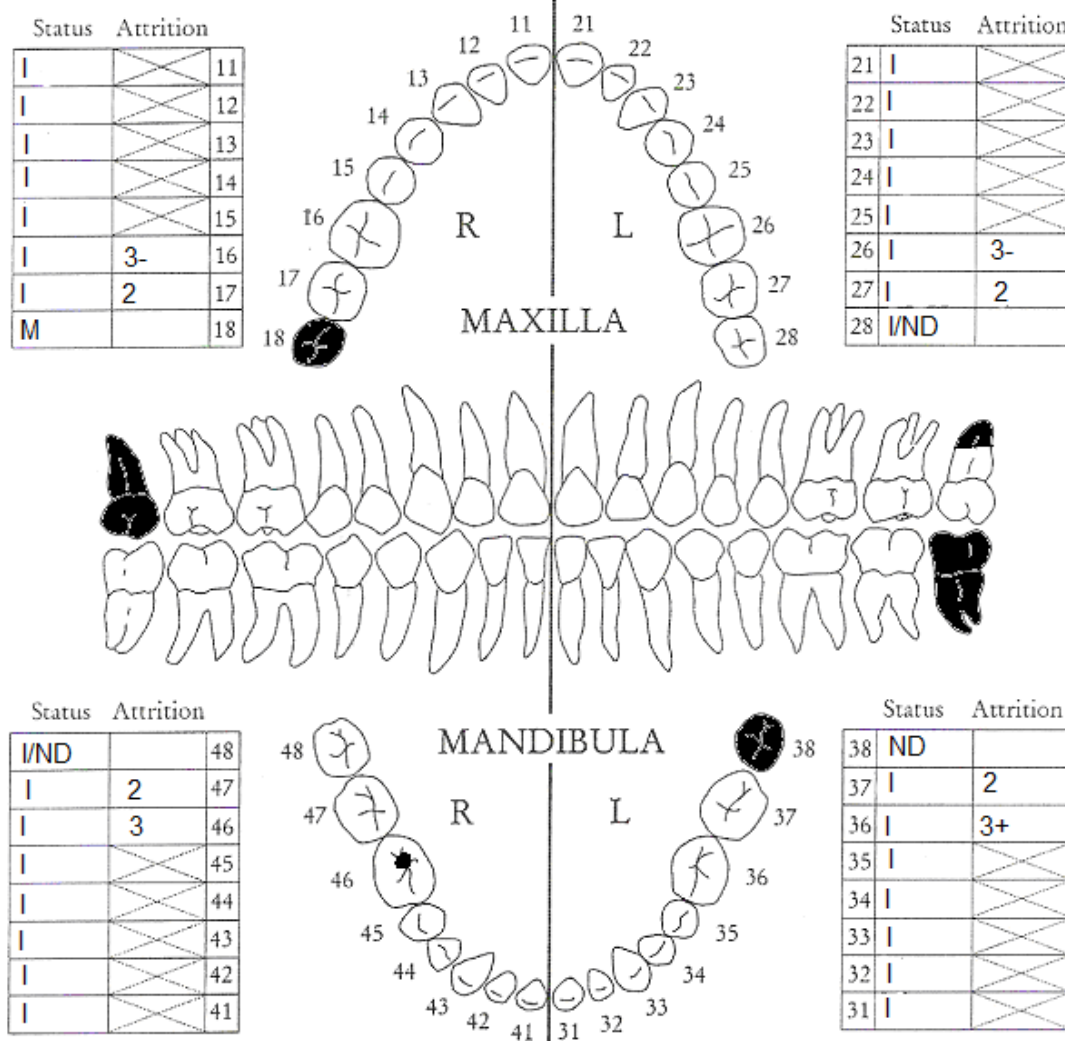 Status Attrition
I 11
I 12
I 13
I 14
I 15
I 3- 16
I 2 17
M 18
11 21
12 22
13 23
14 24
15 25
16 26
17 27
18 28
R L
MAXILLA
Status Attrition
21 I
22 I
23 I
24 I
25 I
26 I 3-
27 I 2
28 I/ND
Status Attrition
I/ND 48
I 2 47
I 3 46
I 45
I 44
I 43
I 42
I 41
MANDIBULA
R L
48 38
47 37
46 36
45 35
44 34
43 33
42 32
41 31
Status Attrition
38 ND
37 I 2
36 I 3+
35 I
34 I
33 I
32 I
31 I